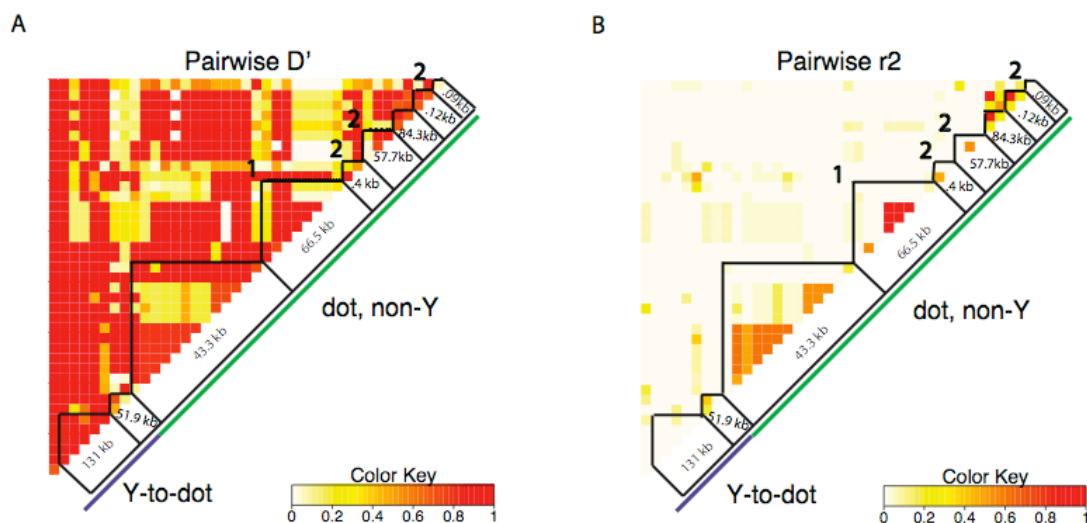 A
Pairwise D'
2
2
2
1
.09kb
.12kb
84.3kb
57.7kb
.4 kb
66.5 kb
43.3 kb
51.9 kb
131 kb
dot, non-Y
Y-to-dot
Color Key
0 0.2 0.4 0.6 0.8 1
B
Pairwise r2
2
2
2
1
.09kb
.12kb
84.3kb
57.7kb
.4 kb
66.5 kb
43.3 kb
51.9 kb
131 kb
dot, non-Y
Y-to-dot
Color Key
0 0.2 0.4 0.6 0.8 1